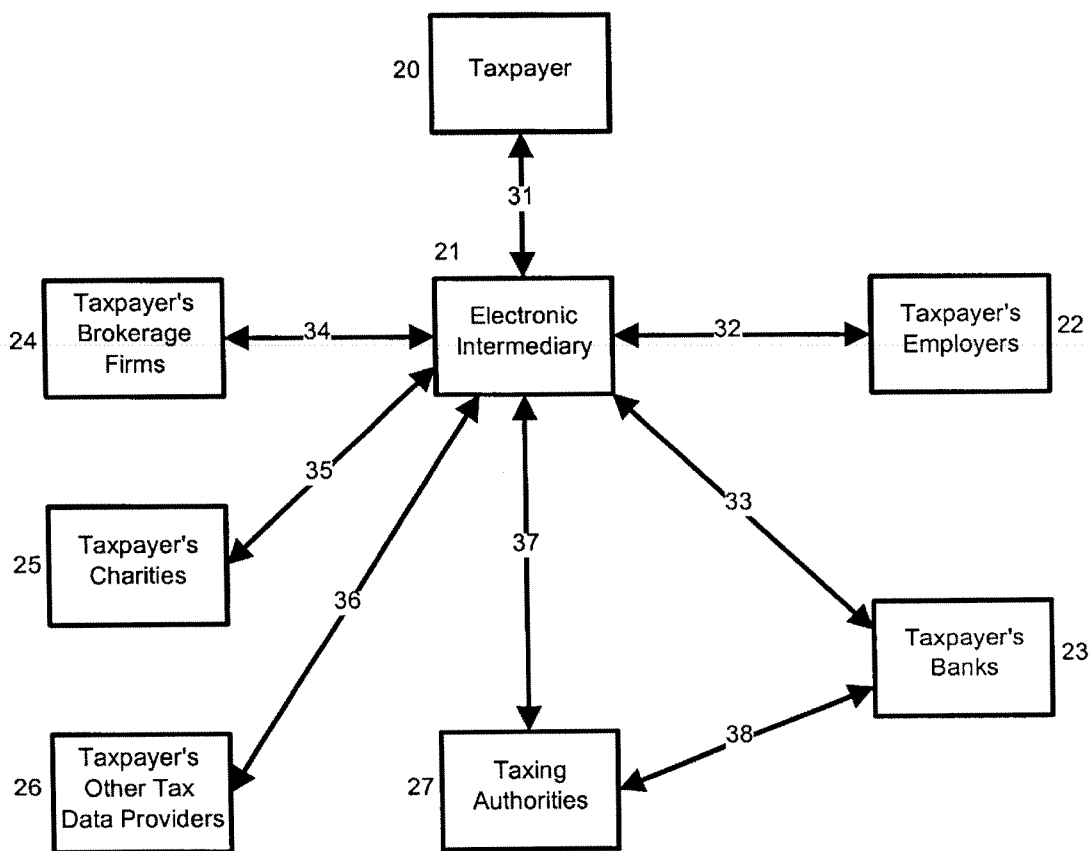 20
Taxpayer
31
21
Taxpayer's
Brokerage
Firms
24
34
Electronic
Intermediary
32
Taxpayer's
Employers
22
35
33
Taxpayer's
Charities
25
37
36
Taxpayer's
Banks
23
38
Taxpayer's
Other Tax
Data Providers
26
27
Taxing
Authorities